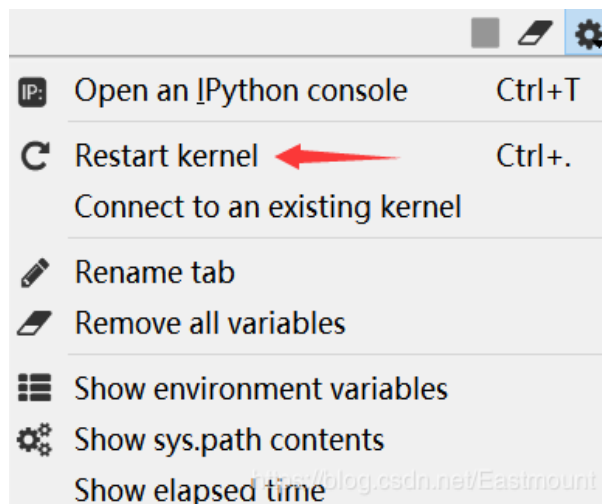 IP:
Open an IPython console Ctrl+T
Restart kernel Ctrl+.
Connect to an existing kernel
Rename tab
Remove all variables
Show environment variables
Show sys.path contents
Show elapsed time
https://blog.csdn.net/Eastmount